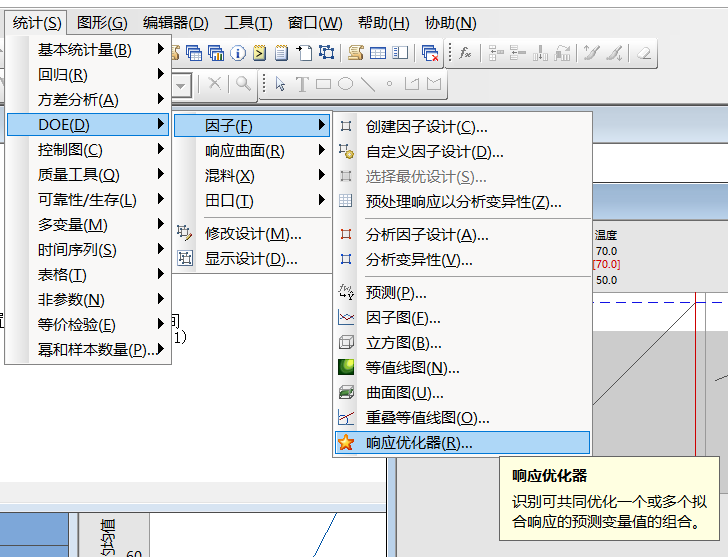 统计(S) 图形(G) 编辑器(D) 工具(T) 窗口(W) 帮助(H) 协助(N)
基本统计量(B)
回归(R)
方差分析(A)
DOE(D)
控制图(C)
质量工具(Q)
可靠性/生存(L)
多变量(M)
时间序列(S)
表格(T)
非参数(N)
等价检验(E)
幂和样本数量(P)...
因子(F)
响应曲面(R)
混料(X)
田口(T)
修改设计(M)...
显示设计(D)...
创建因子设计(C)...
自定义因子设计(D)...
选择最优设计(S)...
预处理响应以分析变异性(Z)...
分析因子设计(A)...
分析变异性(V)...
预测(P)...
因子图(F)...
立方图(B)...
等值线图(N)...
曲面图(U)...
重叠等值线图(O)...
响应优化器(R)...
响应优化器
识别可共同优化一个或多个拟
合响应的预测变量值的组合。
温度
70.0
[70.0]
50.0
间
1)
的均值
60